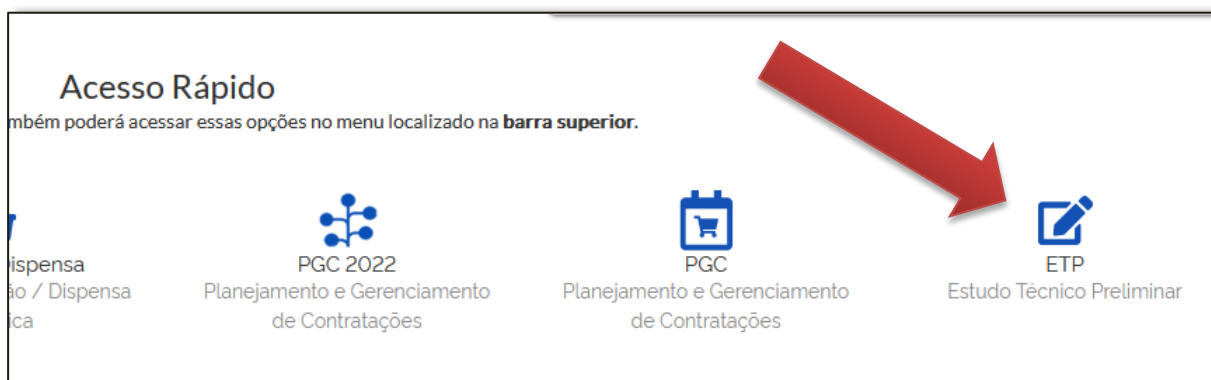 Acesso Rápido
mbém poderá acessar essas opções no menu localizado na barra superior.
ispensa
PGC 2022
PGC
ETP
ão / Dispensa
Planejamento e Gerenciamento
Planejamento e Gerenciamento
Estudo Técnico Preliminar
ica
de Contratações
de Contratações